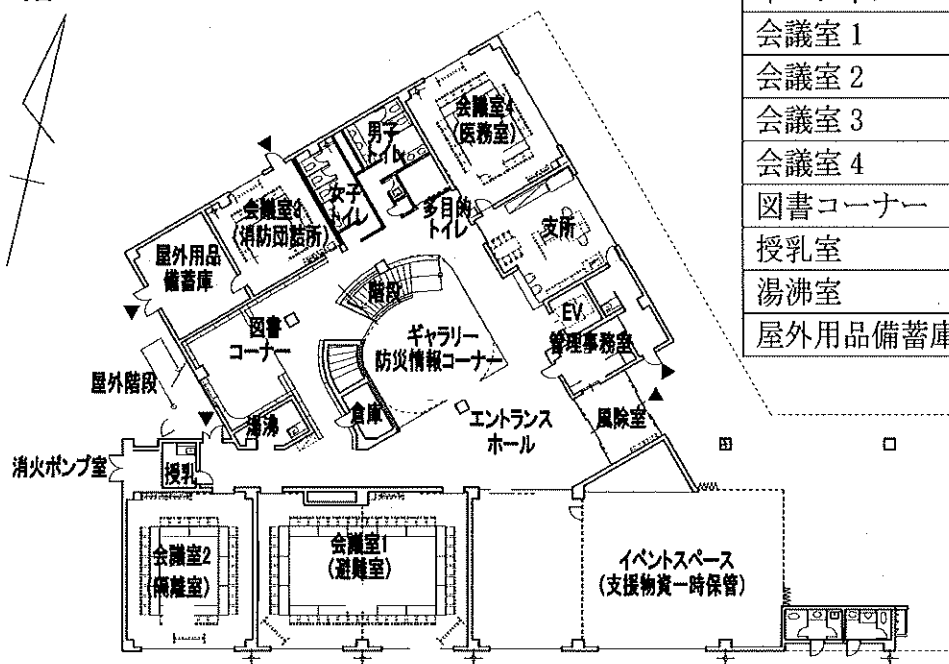 会議室4
(医務室)
男子
トイレ
女子
トイレ
多目的
トイレ
会議室3
(消防団詰所)
支所
屋外用品
備蓄庫
階段
EV
図書
コーナー
ギャラリー
防災情報コーナー
管理事務室
屋外階段
倉庫
エントランス
ホール
風除室
湯沸
消火ポンプ室
授乳
会議室2
(隔離室)
会議室1
(避難室)
イベントスペース
(支援物資一時保管)
会議室 1
会議室 2
会議室 3
会議室 4
図書コーナー
授乳室
湯沸室
屋外用品備蓄庫